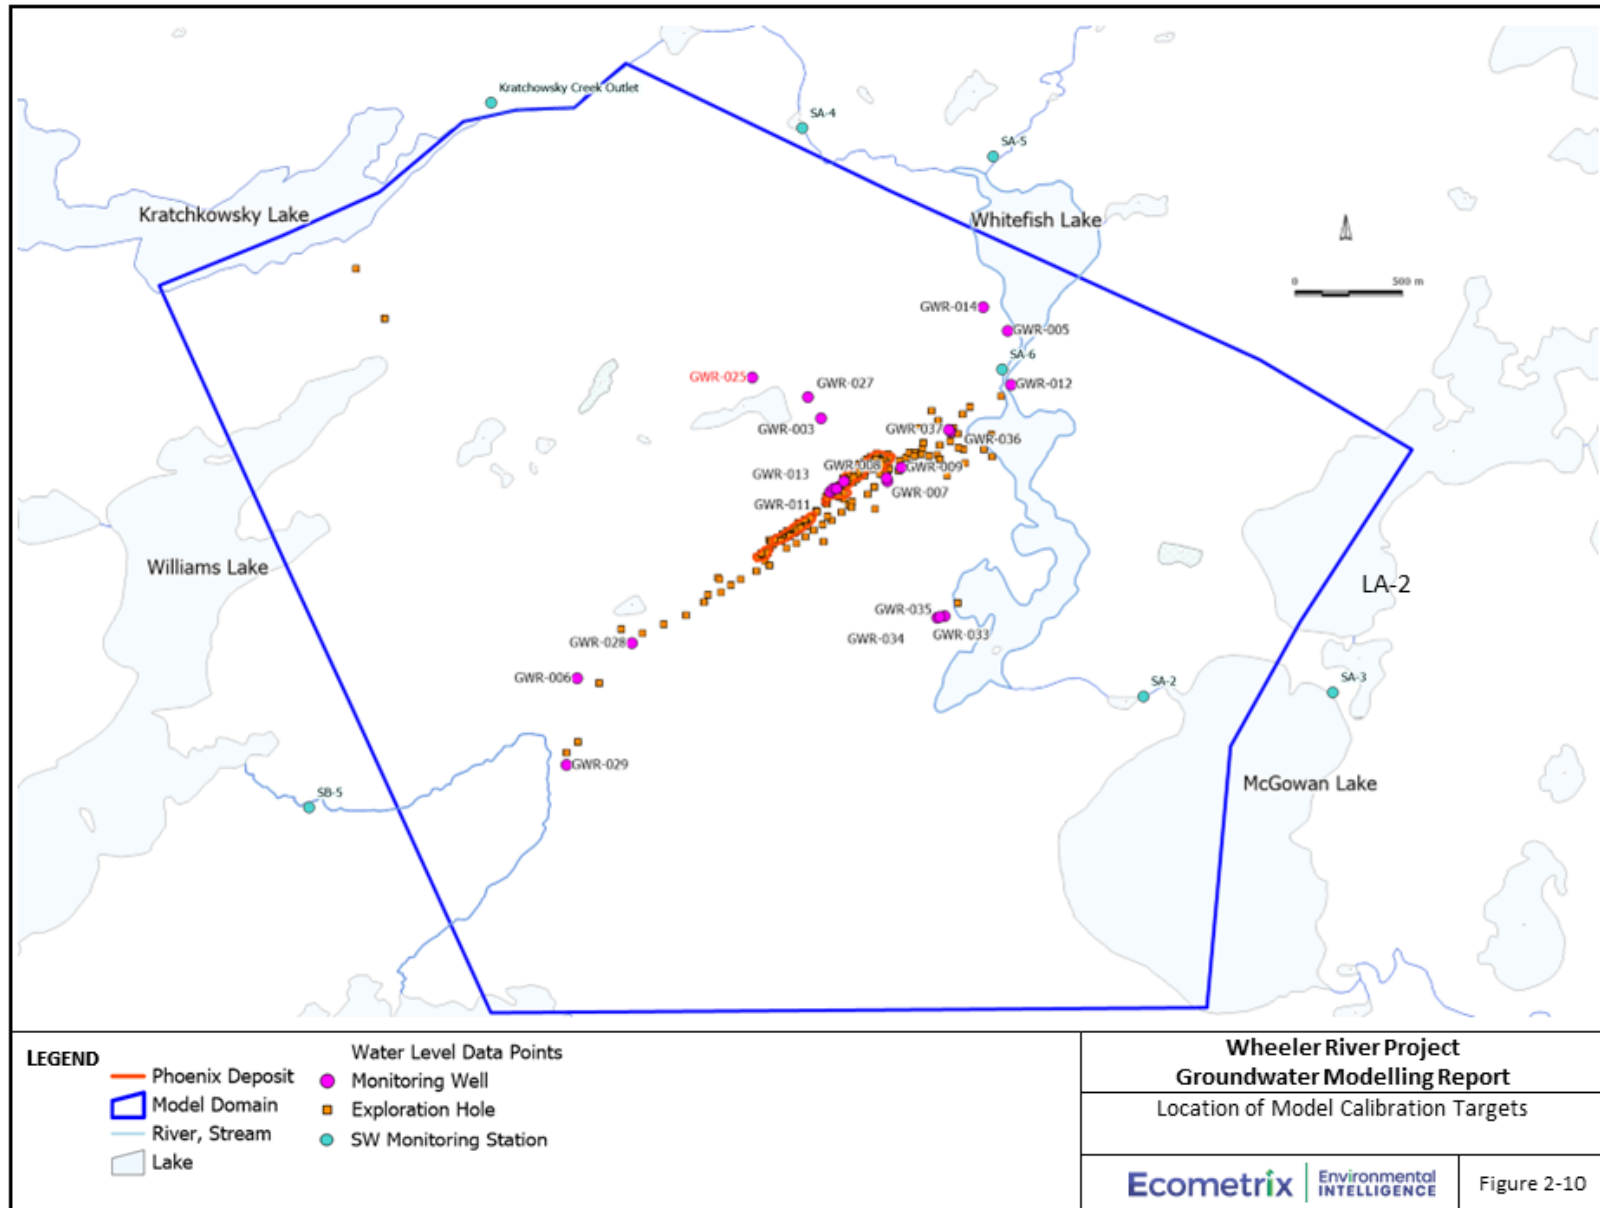 Kratchowsky Creek Outlet
SA-4
SA-5
Kratchkowsky Lake
Whitefish Lake
0 500 m
GWR-014
GWR-005
SA-6
GWR-025
GWR-027
GWR-012
GWR-003
GWR-037
GWR-036
GWR-008
GWR-009
GWR-013
GWR-007
GWR-011
Williams Lake
LA-2
GWR-035
GWR-034
GWR-033
GWR-028
GWR-006
SA-2
SA-3
GWR-029
McGowan Lake
SB-5
LEGEND
Phoenix Deposit
Model Domain
River, Stream
Lake
Water Level Data Points
Monitoring Well
Exploration Hole
SW Monitoring Station
Wheeler River Project
Groundwater Modelling Report
Location of Model Calibration Targets
Ecometrix
Environmental
INTELLIGENCE
Figure 2-10